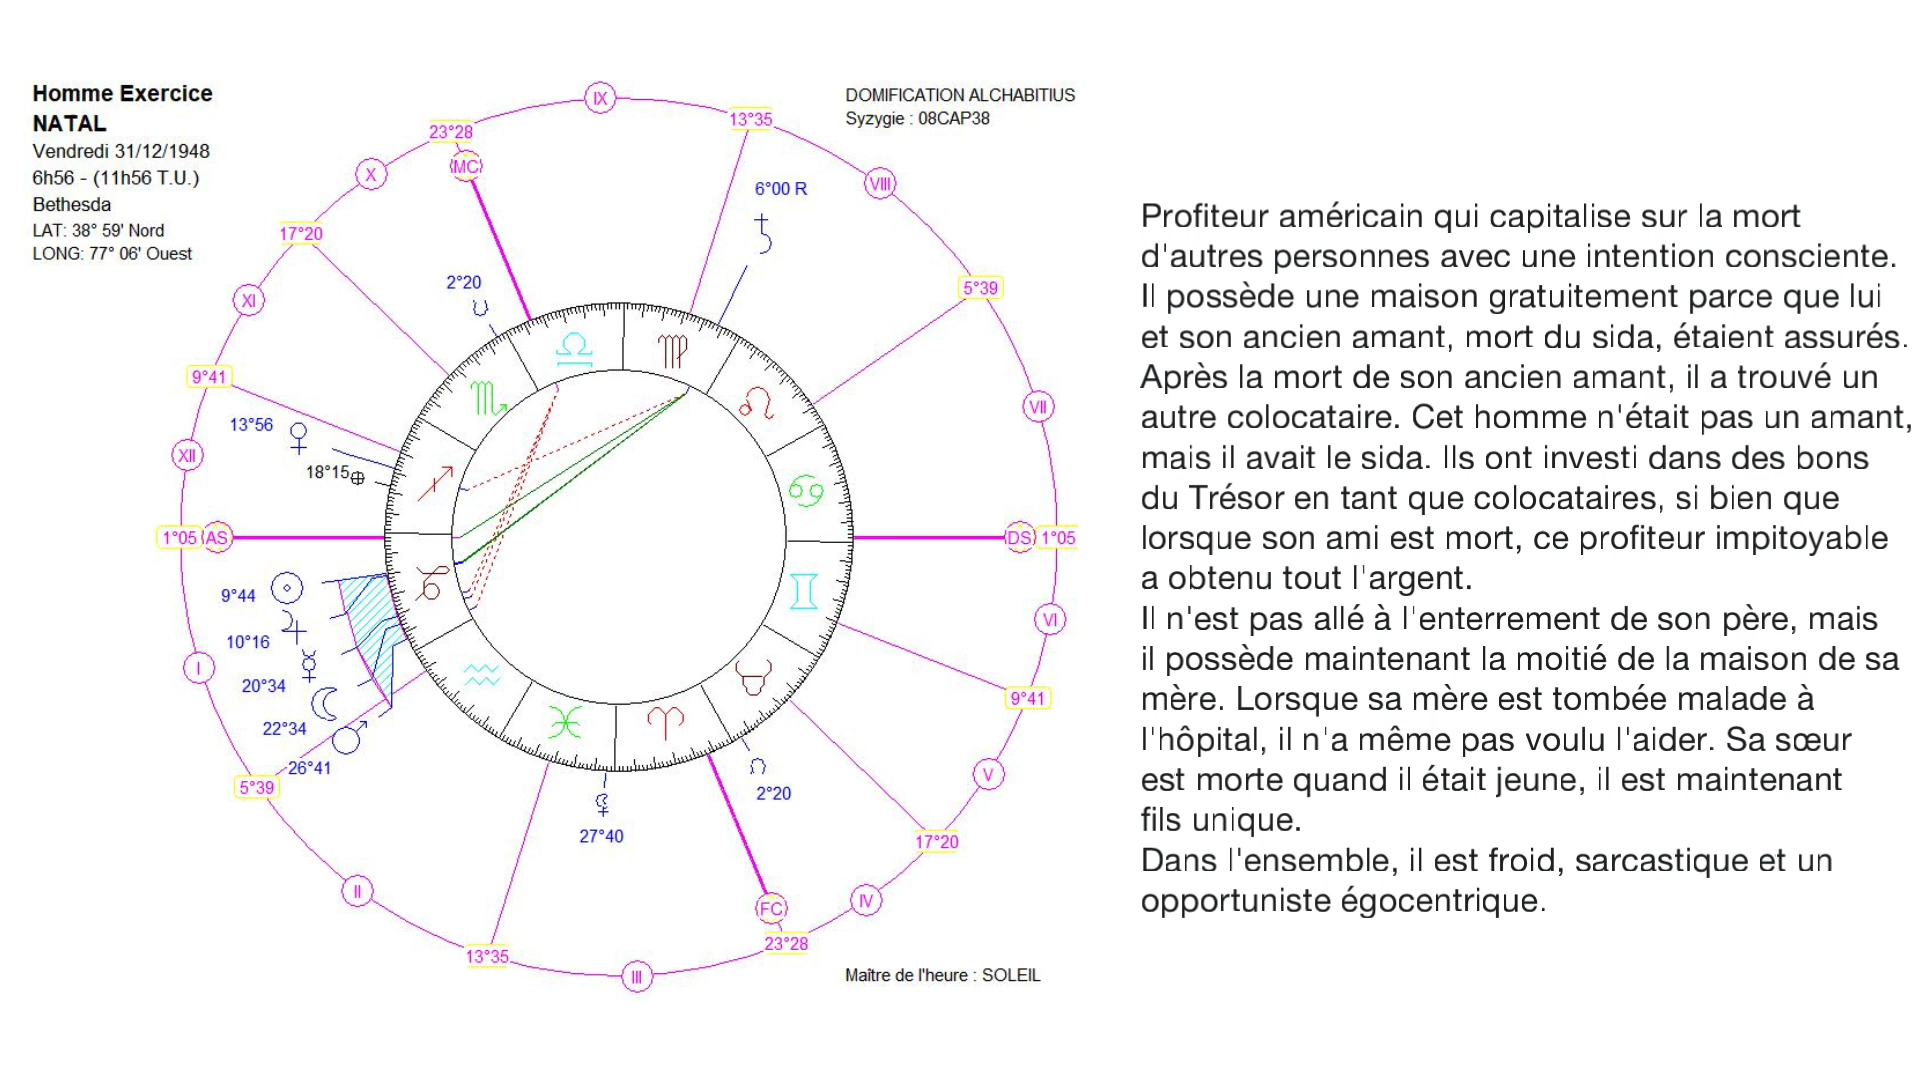 Homme Exercice
NATAL
Vendredi 31/12/1948
6h56 - (11h56 T.U.)
Bethesda
LAT: 38° 59' Nord
LONG: 77° 06' Ouest
DOMIFICATION ALCHABITIUS
Syzygie : 08CAP38
IX
23°28
13°35
MC
X
VIII
6°00 R
17°20
2°20
5°39
XI
9°41
VII
13°56
XII
18°15
1°05 AS
DS 1°05
9°44
10°16
VI
I
20°34
22°34
9°41
26°41
5°39
V
2°20
27°40
17°20
II
IV
FC
23°28
13°35
III
Maître de l'heure : SOLEIL
Profiteur américain qui capitalise sur la mort
d'autres personnes avec une intention consciente.
Il possède une maison gratuitement parce que lui
et son ancien amant, mort du sida, étaient assurés.
Après la mort de son ancien amant, il a trouvé un
autre colocataire. Cet homme n'était pas un amant,
mais il avait le sida. Ils ont investi dans des bons
du Trésor en tant que colocataires, si bien que
lorsque son ami est mort, ce profiteur impitoyable
a obtenu tout l'argent.
Il n'est pas allé à l'enterrement de son père, mais
il possède maintenant la moitié de la maison de sa
mère. Lorsque sa mère est tombée malade à
l'hôpital, il n'a même pas voulu l'aider. Sa sœur
est morte quand il était jeune, il est maintenant
fils unique.
Dans l'ensemble, il est froid, sarcastique et un
opportuniste égocentrique.